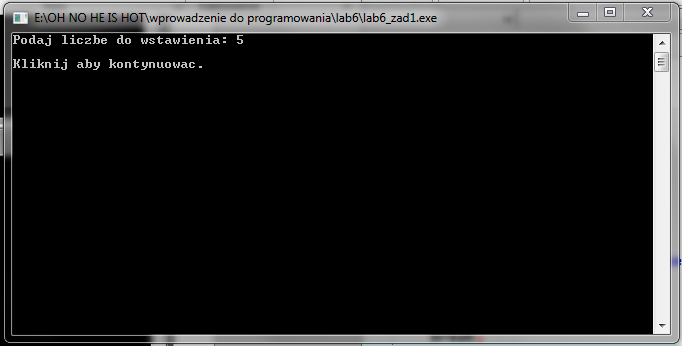 E:\OH NO HE IS HOT\wprowadzenie do programowania\lab6\lab6_zad1.exe
Podaj liczbe do wstawienia: 5
Kliknij aby kontynuowac.